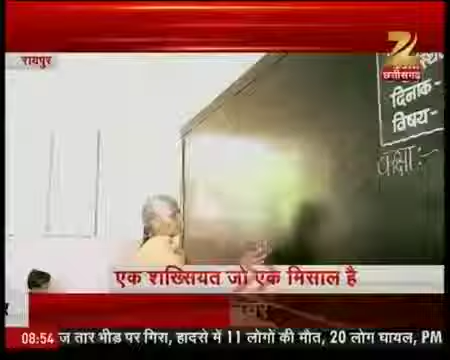 रायपुर
छत्तीसगढ़
दिनाक-
विषय-
कक्षा:-
एक शख्सियत जो एक मिसाल है
08:54 ज तार भीड़ पर गिरा, हादसे में 11 लोगों की मौत, 20 लोग घायल, PM